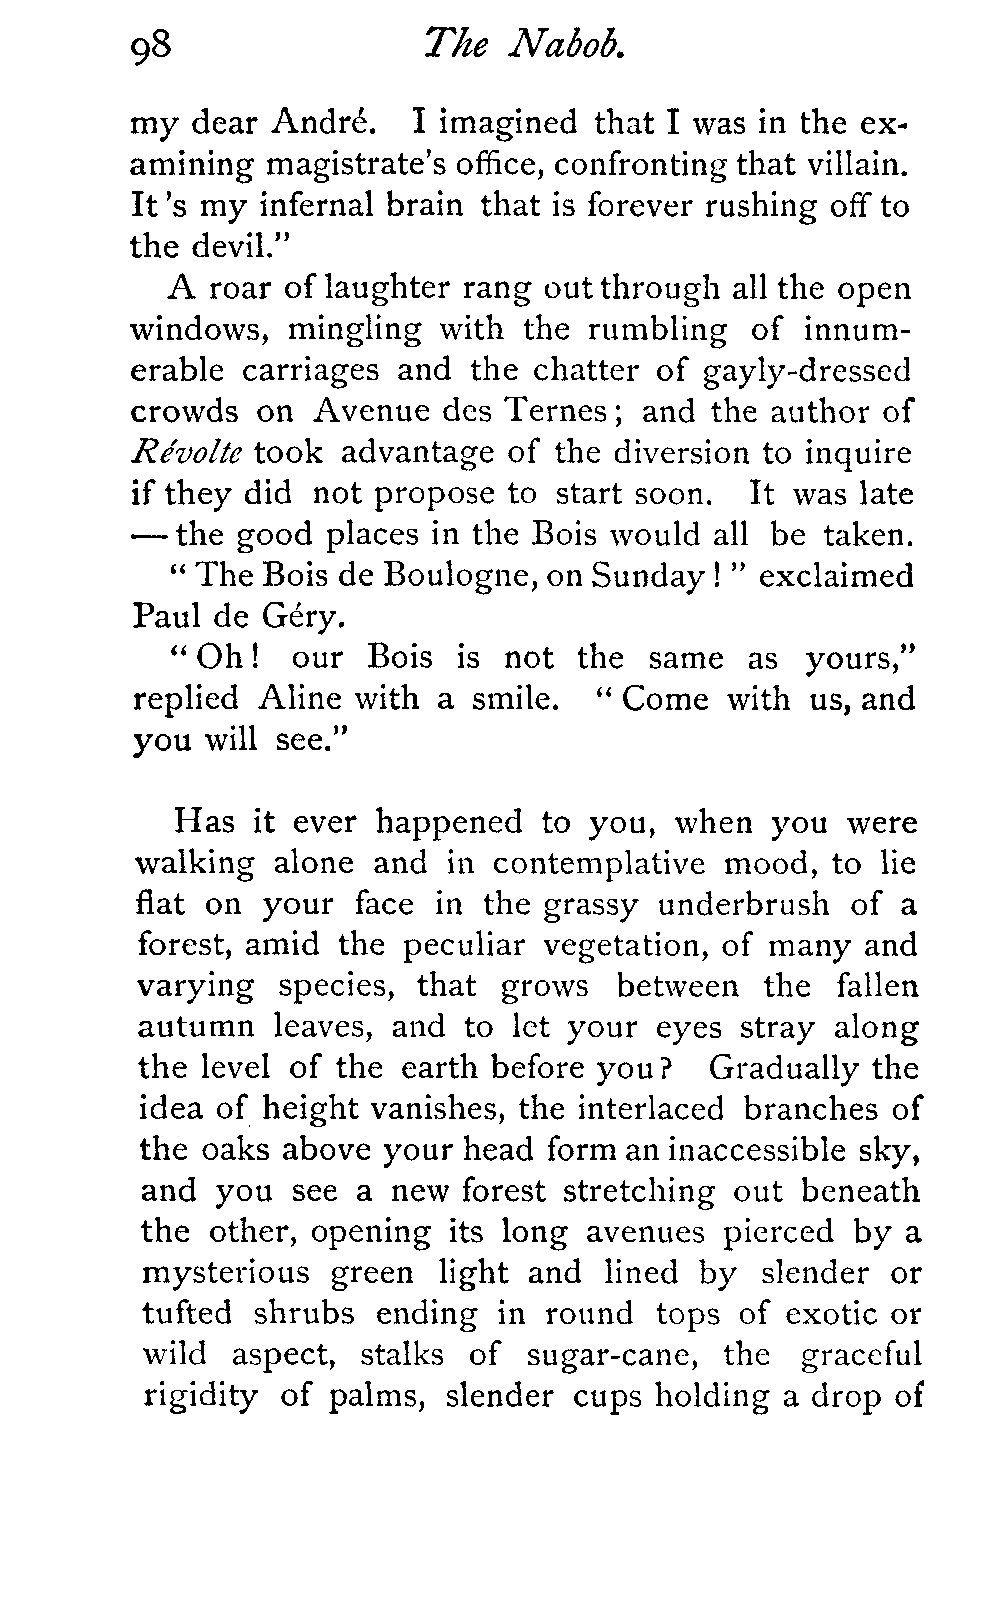 98 The Nabob.
my dear André. I imagined that I was in the ex-
amining magistrate's office, confronting that villain.
It 's my infernal brain that is forever rushing off to
the devil."
A roar of laughter rang out through all the open
windows, mingling with the rumbling of innum-
erable carriages and the chatter of gayly-dressed
crowds on Avenue des Ternes; and the author of
Révolte took advantage of the diversion to inquire
if they did not propose to start soon. It was late
— the good places in the Bois would all be taken.
"The Bois de Boulogne, on Sunday!" exclaimed
Paul de Géry.
"Oh! our Bois is not the same as yours,"
replied Aline with a smile. "Come with us, and
you will see."
Has it ever happened to you, when you were
walking alone and in contemplative mood, to lie
flat on your face in the grassy underbrush of a
forest, amid the peculiar vegetation, of many and
varying species, that grows between the fallen
autumn leaves, and to let your eyes stray along
the level of the earth before you? Gradually the
idea of height vanishes, the interlaced branches of
the oaks above your head form an inaccessible sky,
and you see a new forest stretching out beneath
the other, opening its long avenues pierced by a
mysterious green light and lined by slender or
tufted shrubs ending in round tops of exotic or
wild aspect, stalks of sugar-cane, the graceful
rigidity of palms, slender cups holding a drop of